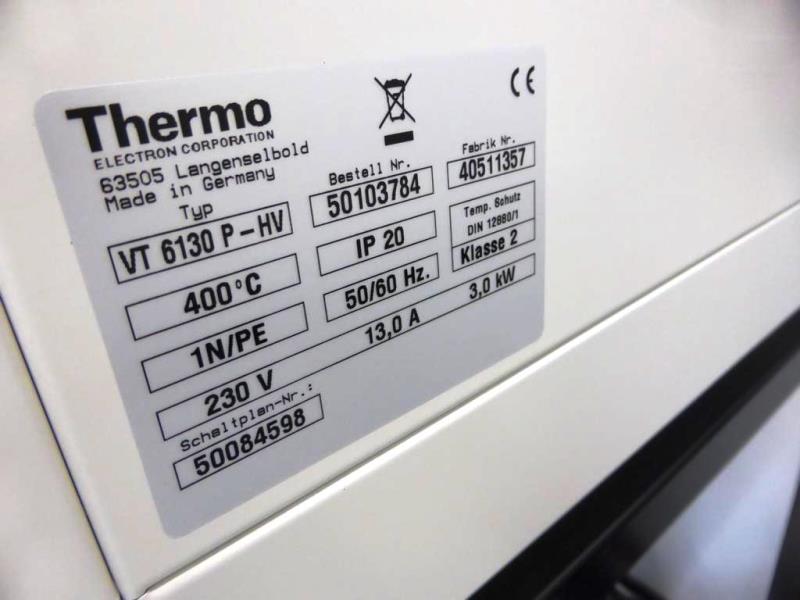 Thermo
ELECTRON CORPORATION
63505 Langenselbold
Made in Germany
CE
Typ
VT 6130 P-HV
Bestell Nr.
50103784
Fabrik Nr.
40511357
400°C
IP 20
Temp. Schutz
DIN 12880/1
Klasse 2
1N/PE
50/60 Hz.
230 V 13,0 A 3,0 kW
Schaltplan-Nr.:
50084598